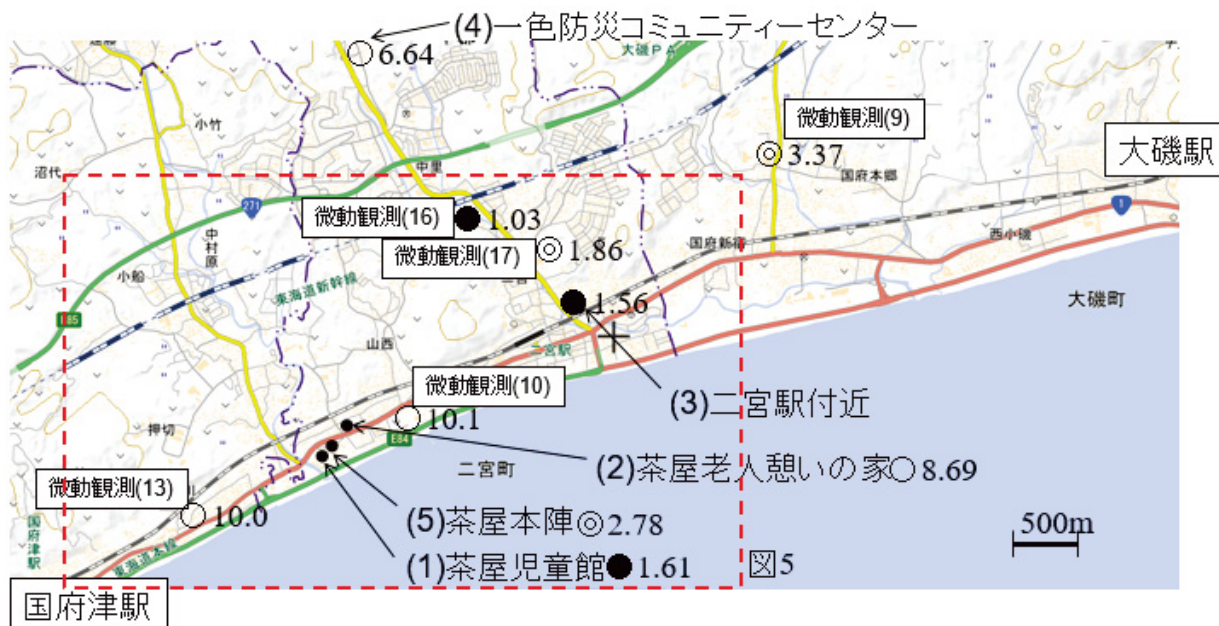 (4)一色防災コミュニティーセンター
6.64
大磯PA
微動観測(9)
3.37
小竹
沼代
中里
国府本郷
大磯駅
271
微動観測(16)
1.03
1
中村原
微動観測(17)
1.86
国府新宿
西小磯
小船
東海道新幹線
1.56
大磯町
E85
山西
二宮駅
微動観測(10)
(3)二宮駅付近
押切
10.1
E84
二宮町
(2)茶屋老人憩いの家○8.69
微動観測(13)
10.0
(5)茶屋本陣◎2.78
500m
国府津駅
東海道本線
(1)茶屋児童館●1.61
図5
国府津駅